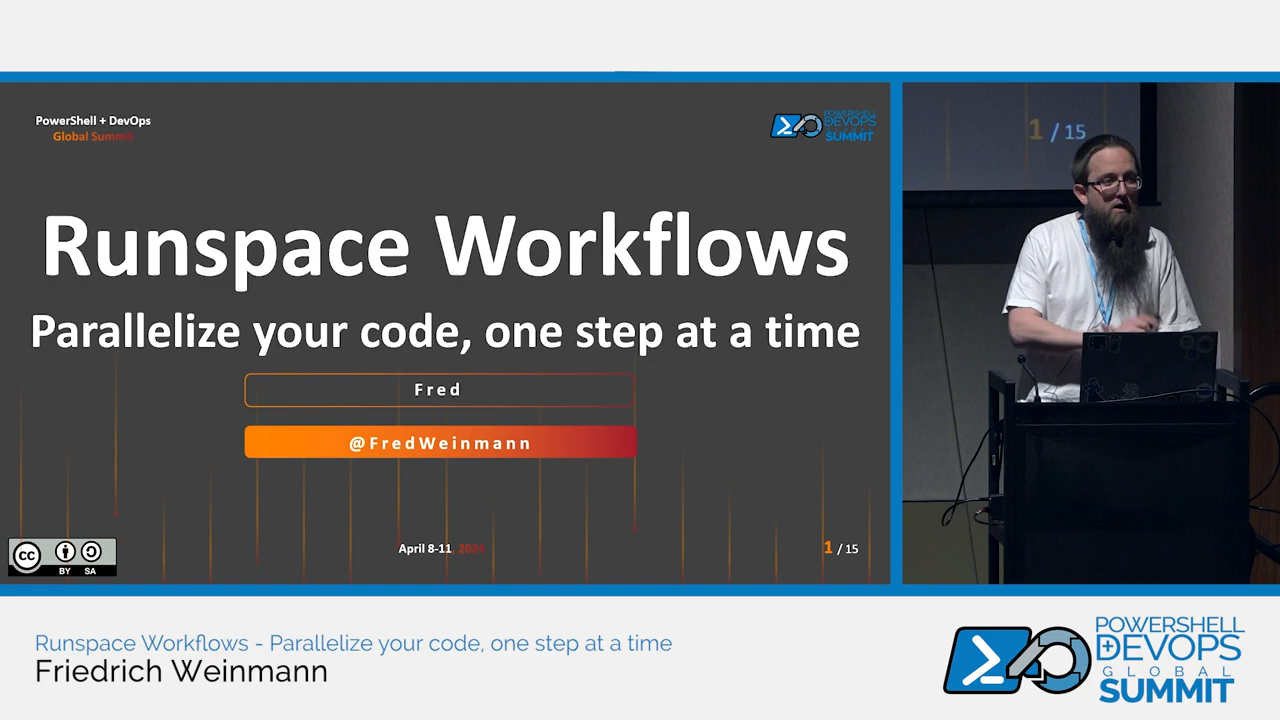 PowerShell + DevOps
Global Summit
POWERSHELL
DEVOPS
SUMMIT
Runspace Workflows
Parallelize your code, one step at a time
Fred
@FredWeinmann
CC
BY SA
April 8-11, 2024
1 / 15
1 / 15
Runspace Workflows - Parallelize your code, one step at a time
Friedrich Weinmann
POWERSHELL
DEVOPS
GLOBAL
SUMMIT